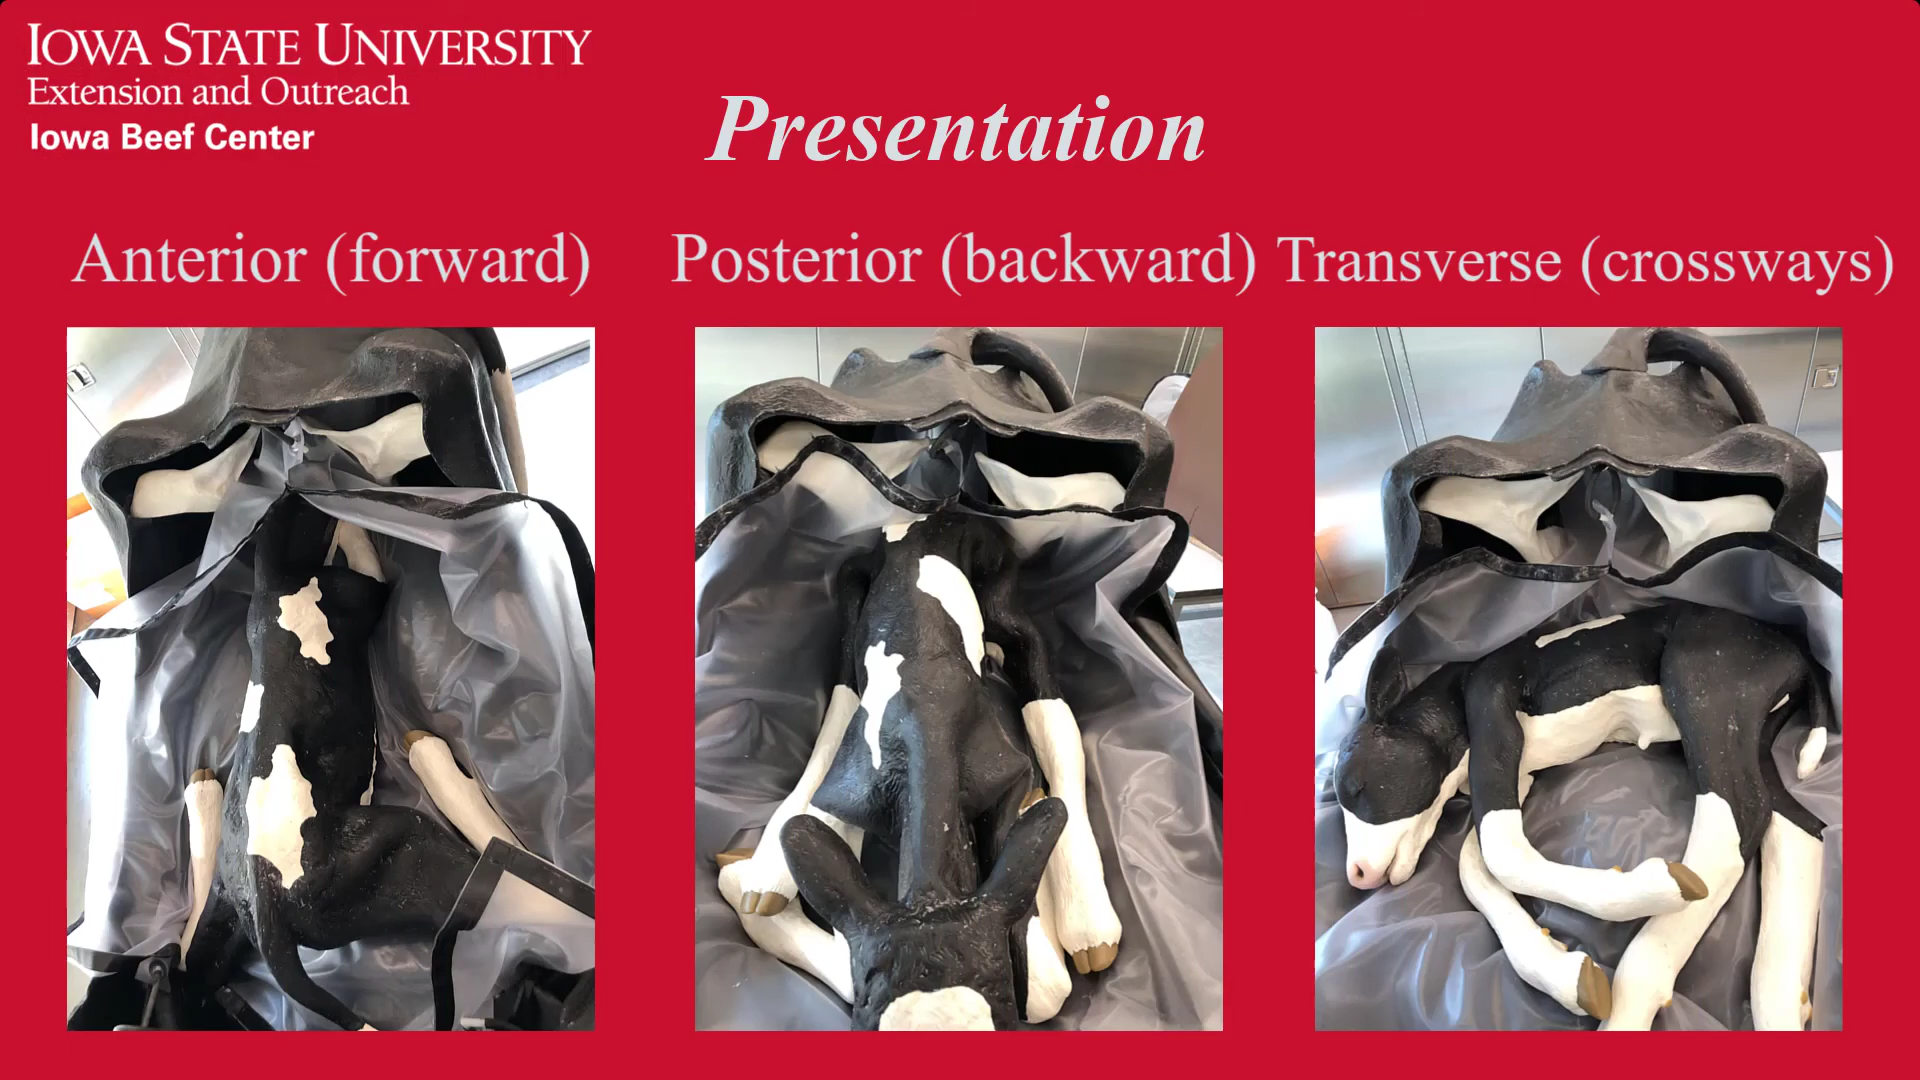 IOWA STATE UNIVERSITY
Extension and Outreach
Iowa Beef Center
Presentation
Anterior (forward)
Posterior (backward)
Transverse (crossways)